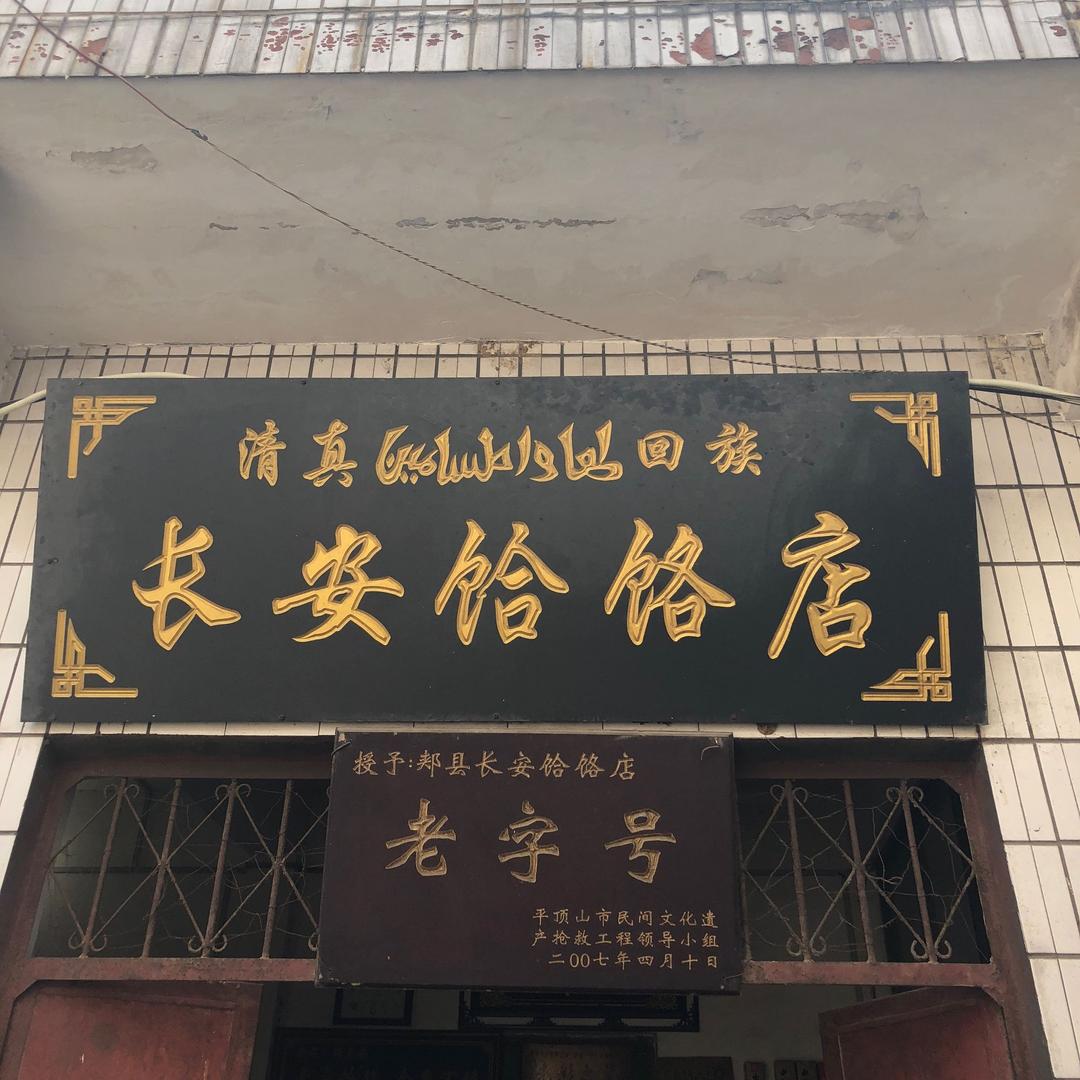 清真 回族
长安饸饹店
授予:郏县长安饸饹店
老字号
平顶山市民间文化遗
产抢救工程领导小组
二00七年四月十日